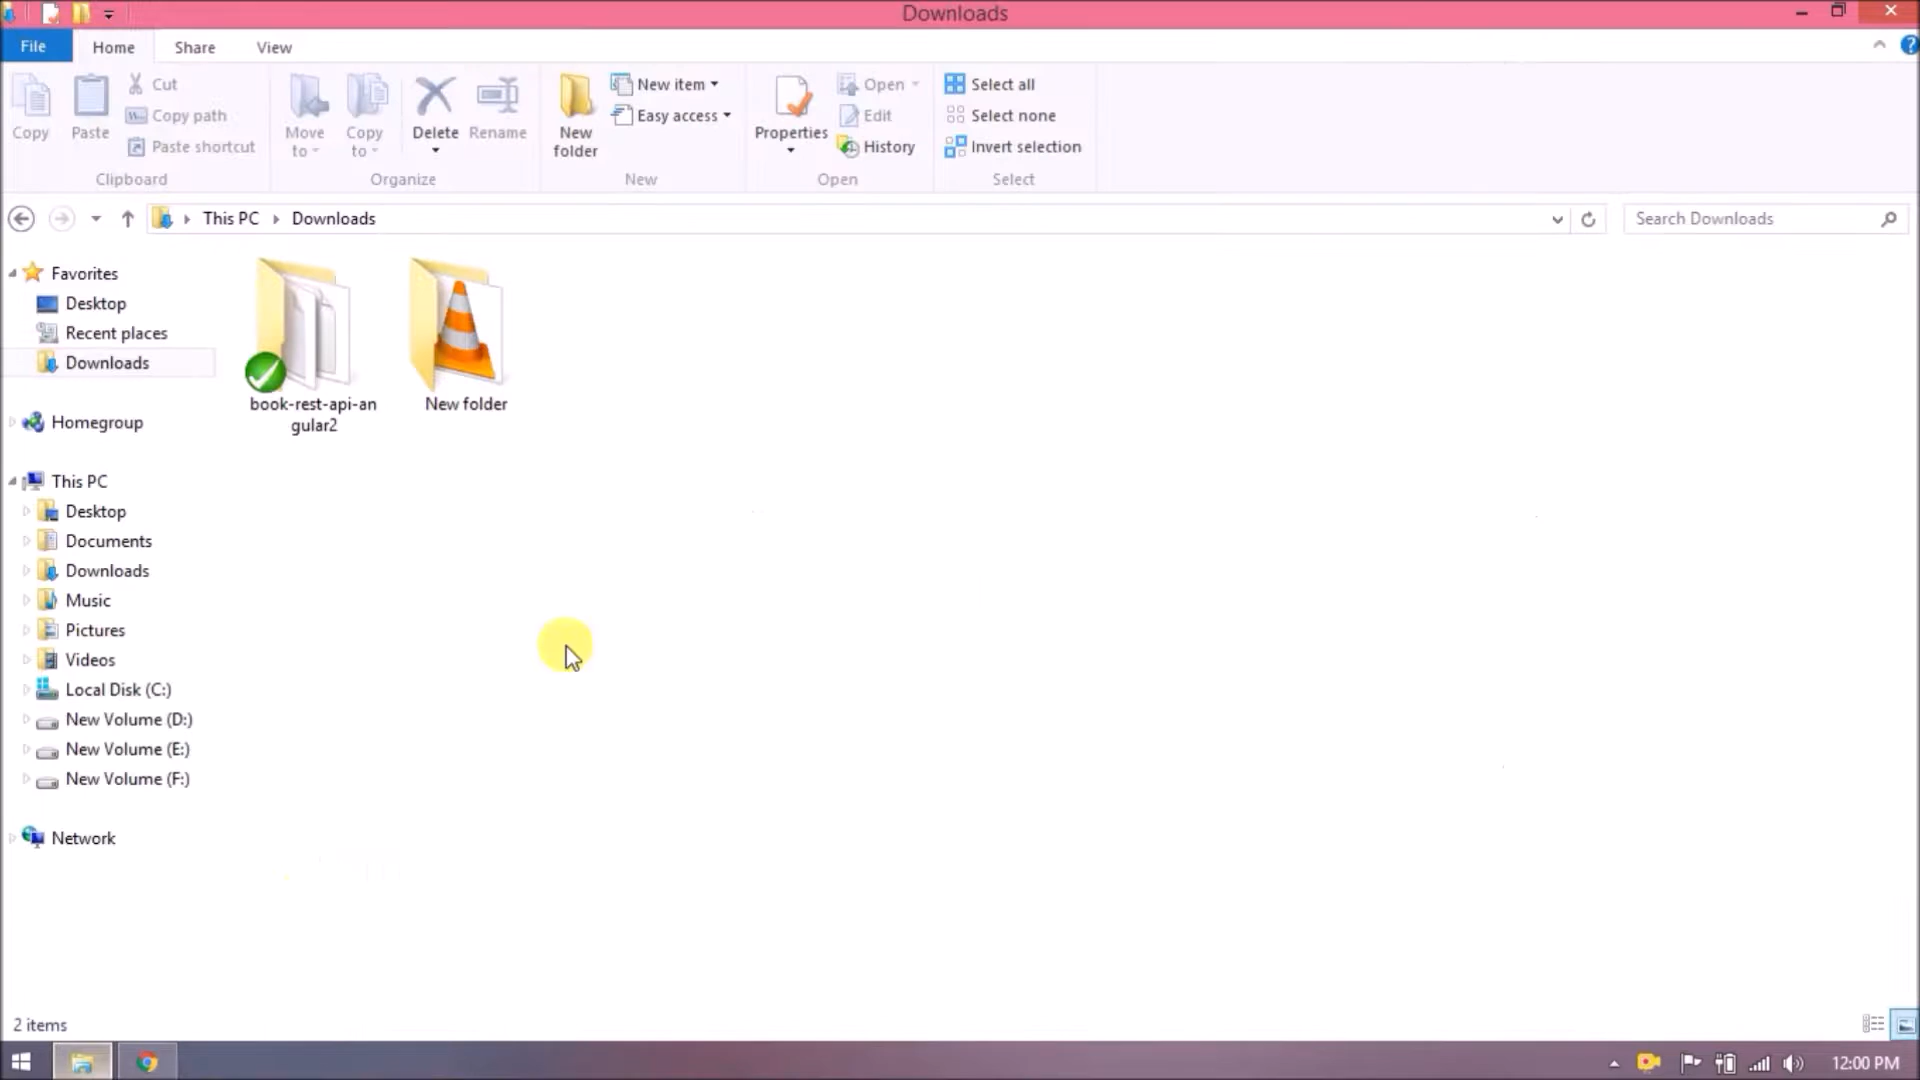 Downloads
File Home Share View
Copy
Paste
Cut
Copy path
Paste shortcut
Clipboard
Move
to
Copy
to
Delete
Rename
Organize
New
folder
New item
Easy access
New
Properties
Open
Edit
History
Open
Select all
Select none
Invert selection
Select
This PC Downloads
Search Downloads
Favorites
Desktop
Recent places
Downloads
Homegroup
This PC
Desktop
Documents
Downloads
Music
Pictures
Videos
Local Disk (C:)
New Volume (D:)
New Volume (E:)
New Volume (F:)
Network
book-rest-api-an
gular2
New folder
2 items
12:00 PM